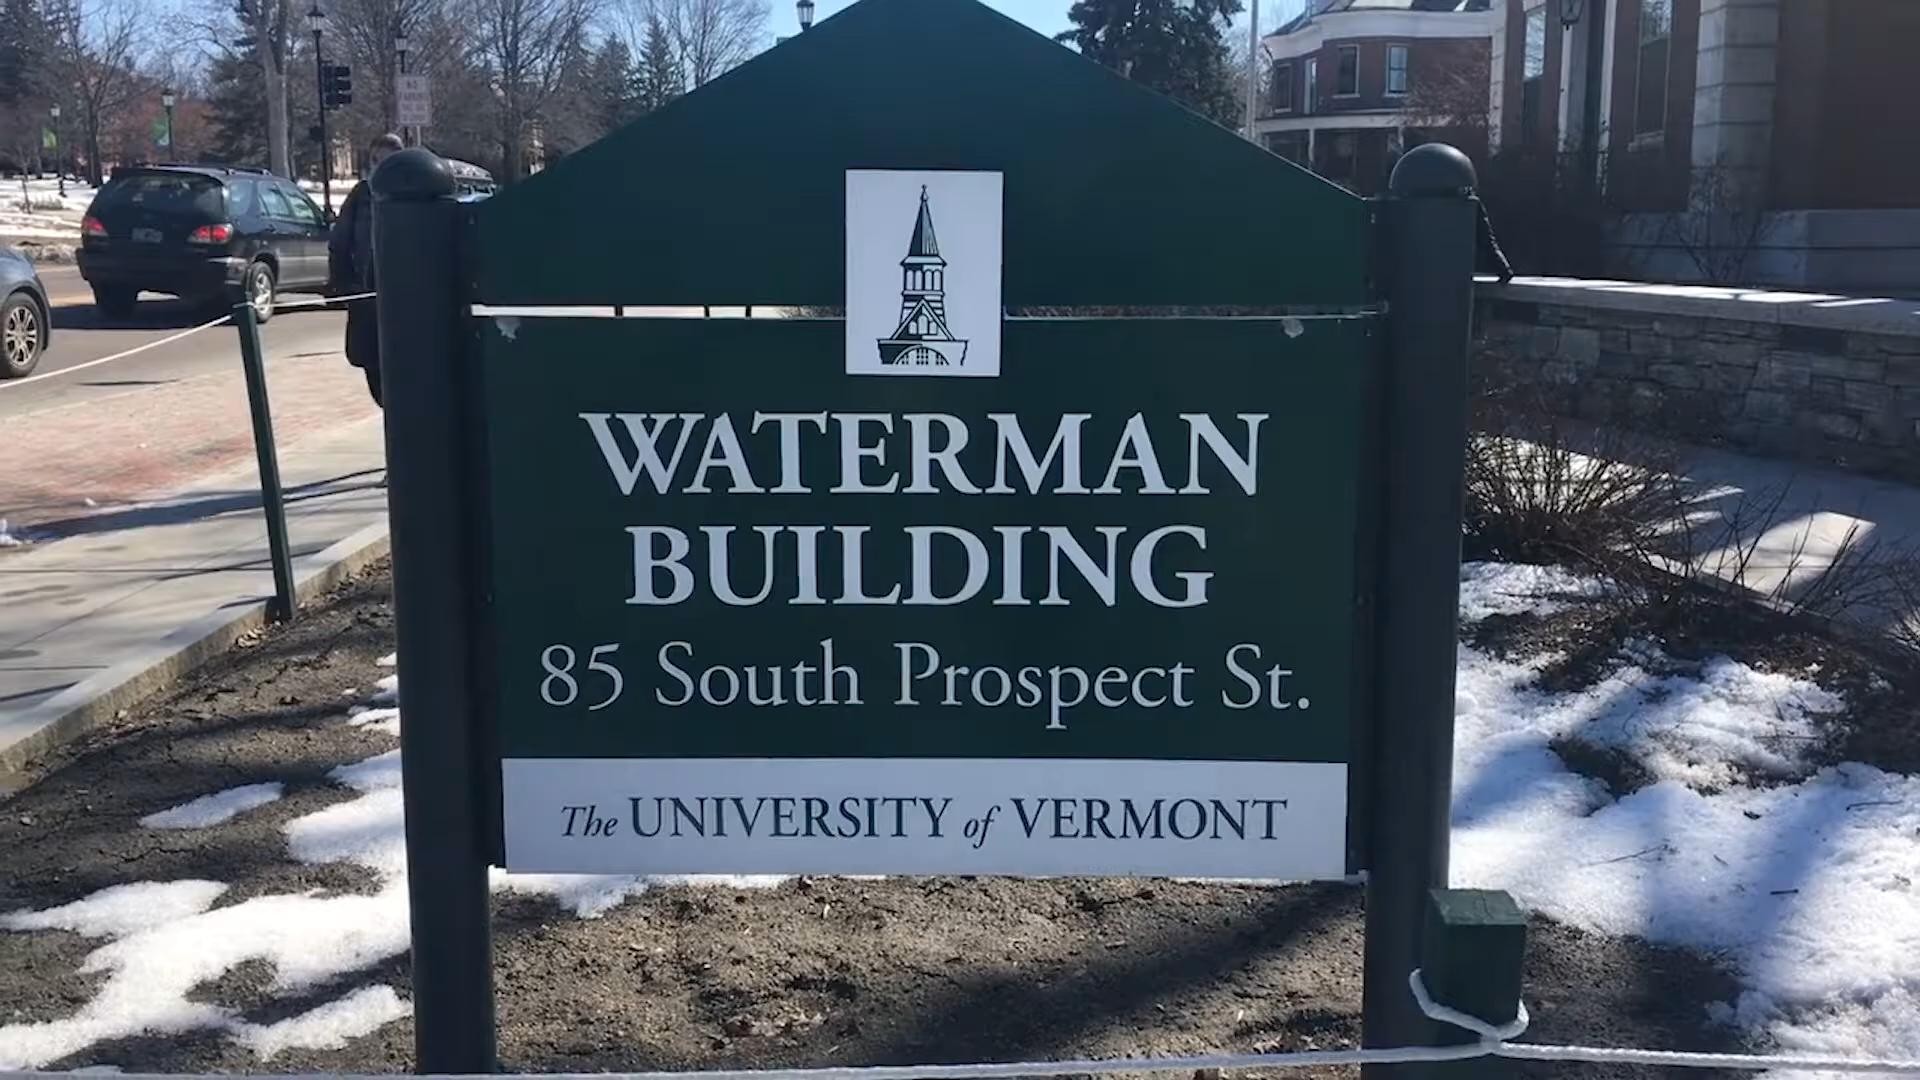 WATERMAN
BUILDING
85 South Prospect St.
The UNIVERSITY of VERMONT